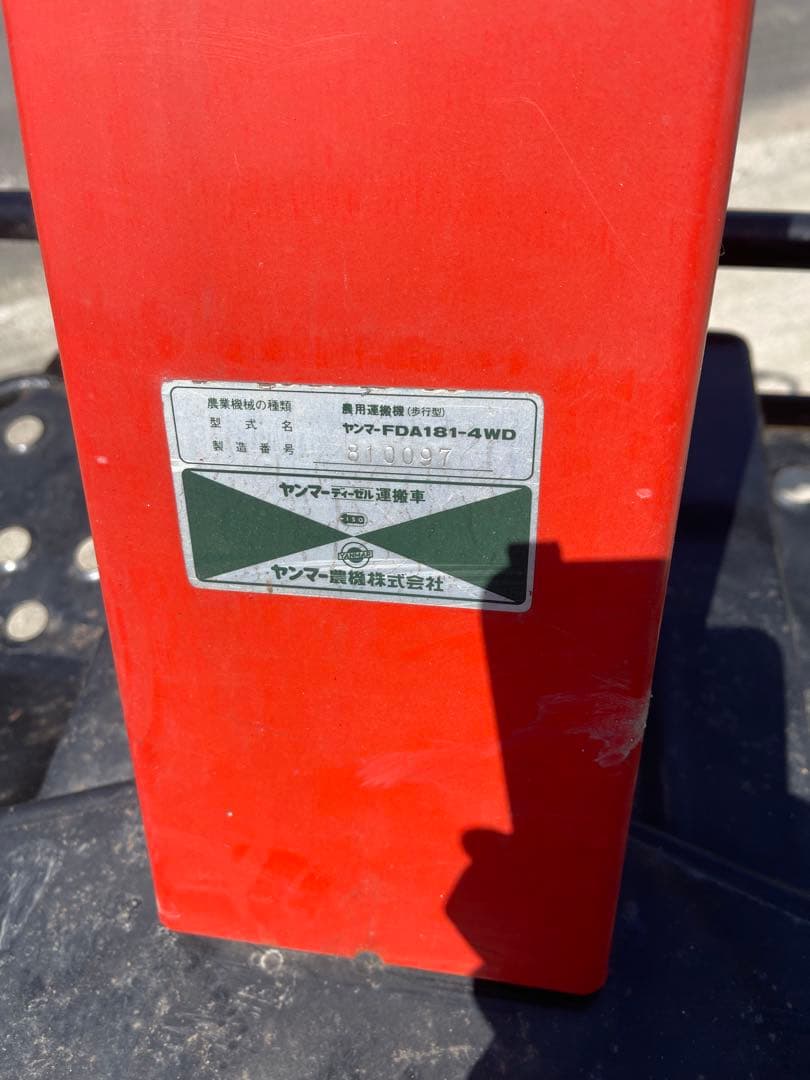 農業機械の種類 農用運搬機(歩行型)
型式名 ヤンマーFDA181-4WD
製造番号 810097
ヤンマーディーゼル運搬車
ISO
YANMAR
ヤンマー農機株式会社